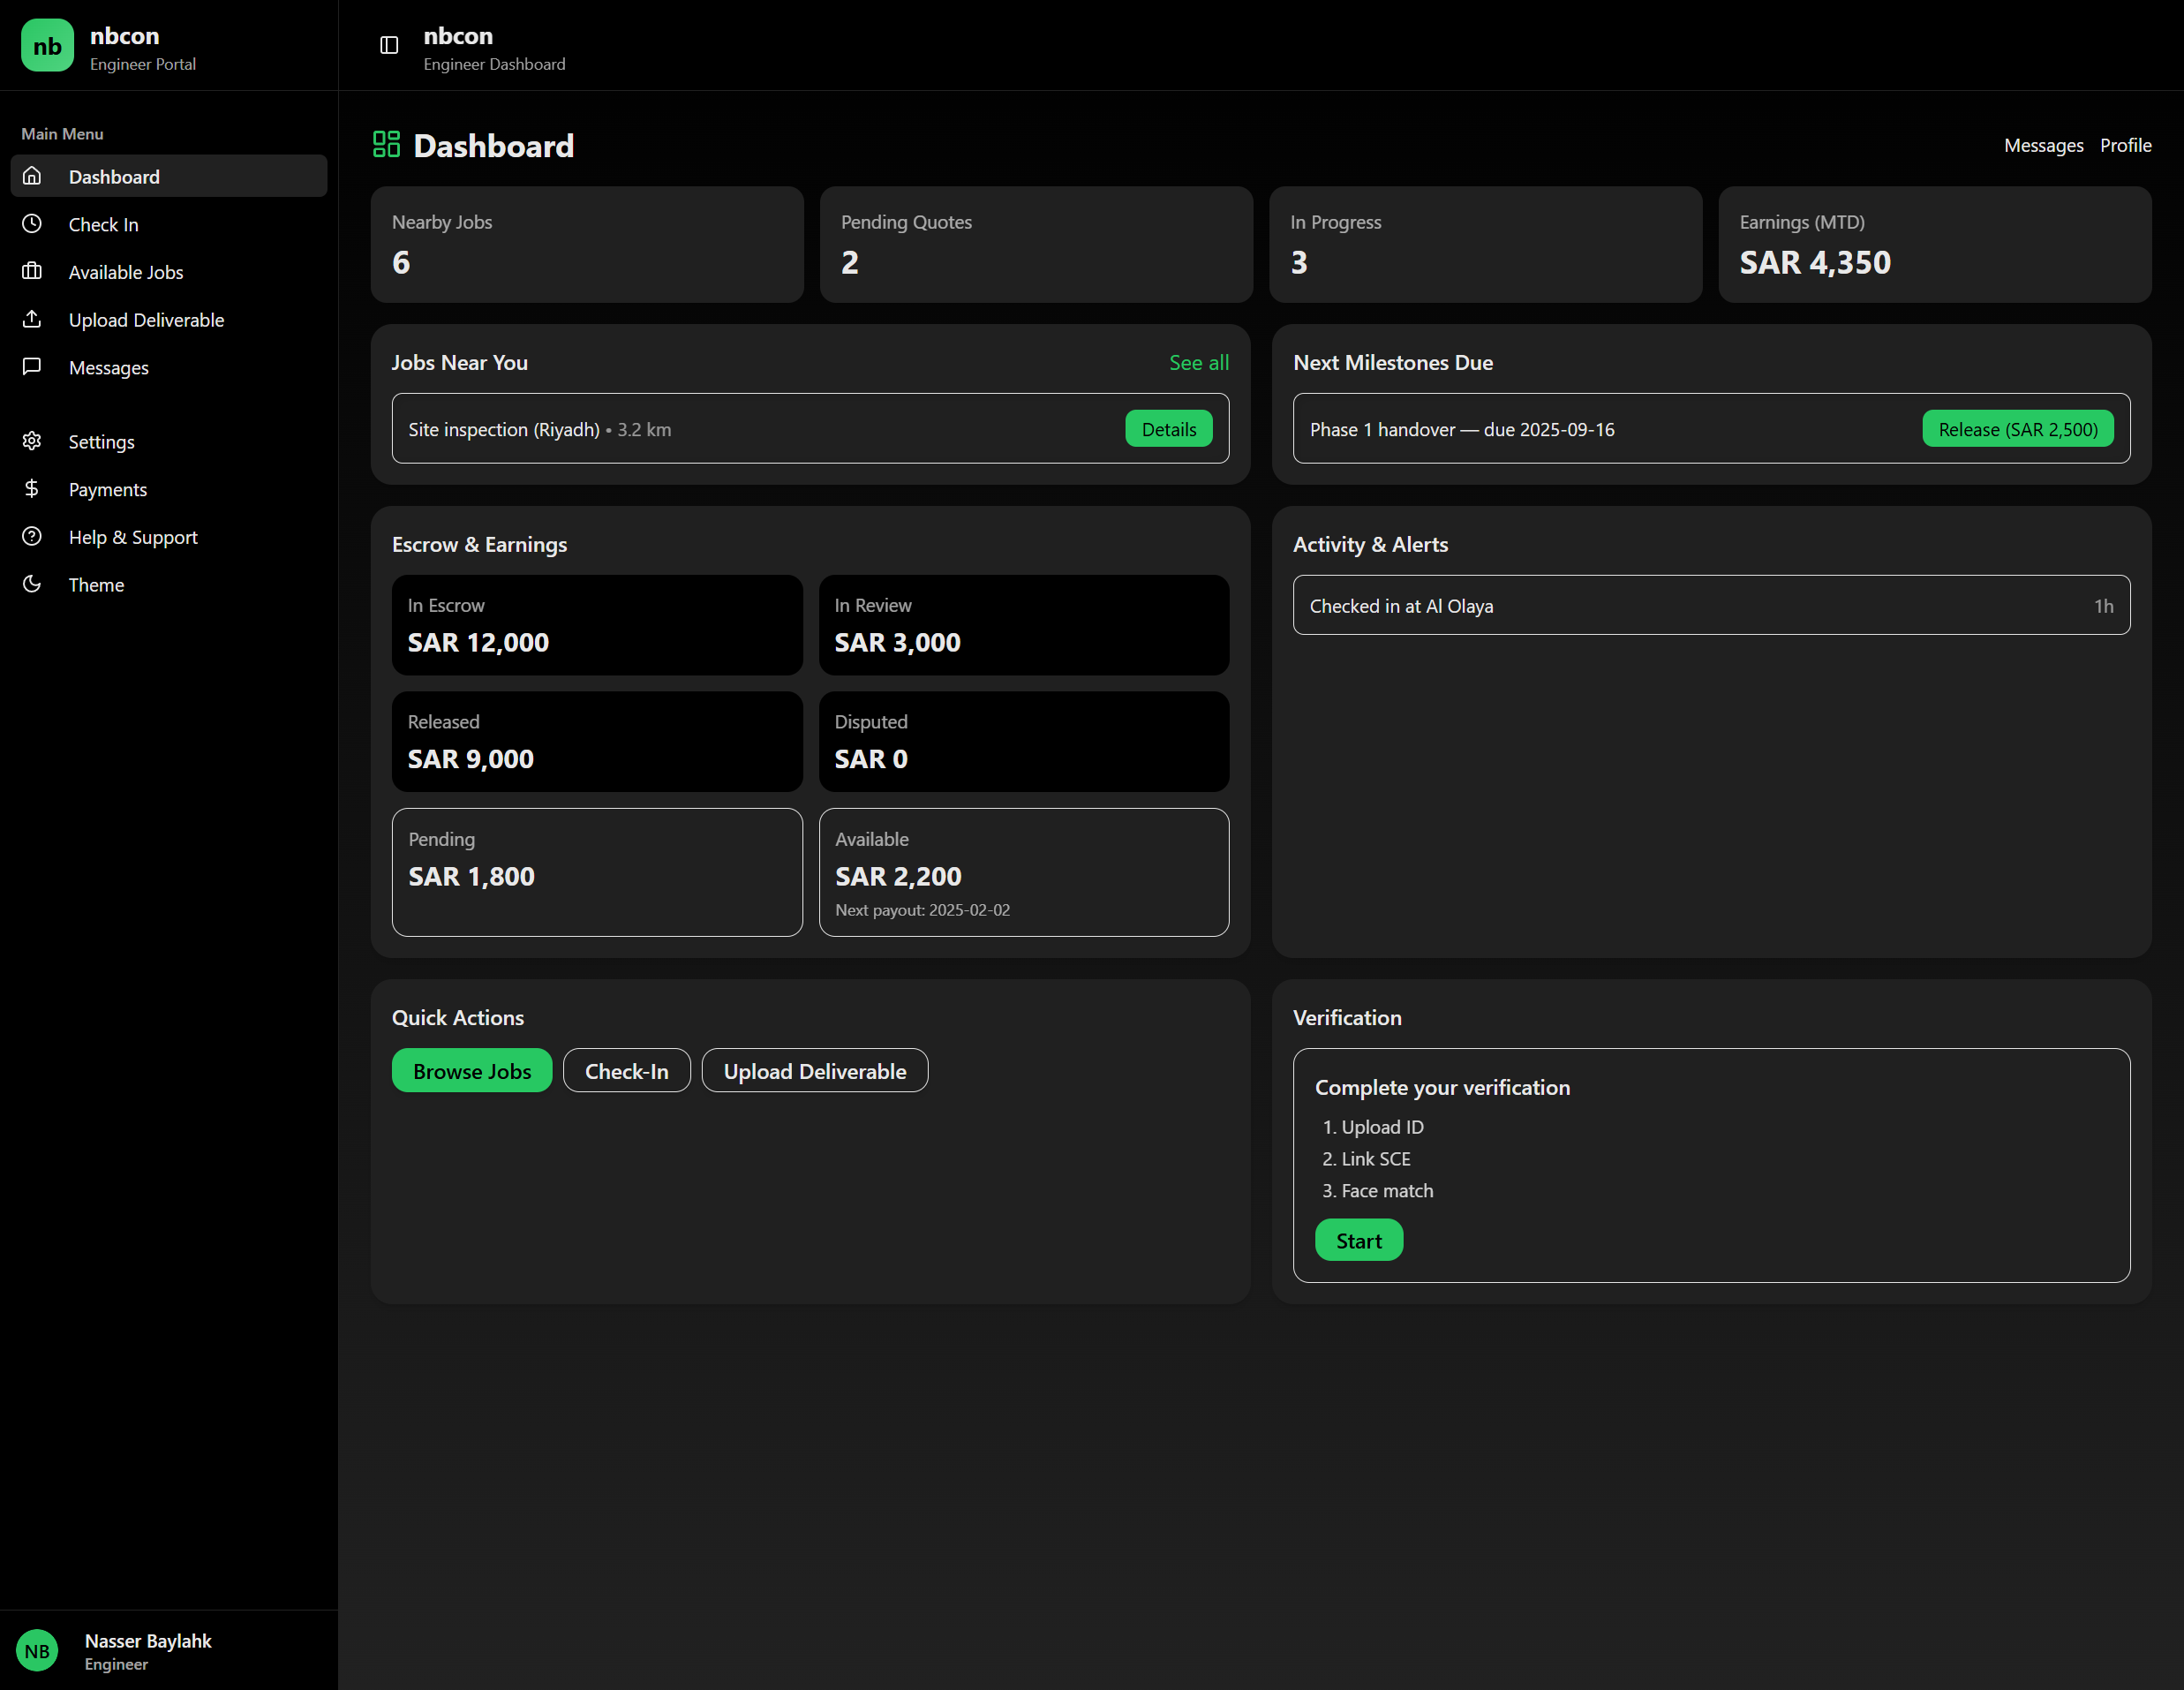 nb
nbcon
Engineer Portal
nbcon
Engineer Dashboard
Main Menu
Dashboard
Check In
Available Jobs
Upload Deliverable
Messages
Settings
Payments
Help & Support
Theme
NB
Nasser Baylahk
Engineer
Dashboard
Messages Profile
Nearby Jobs
6
Pending Quotes
2
In Progress
3
Earnings (MTD)
SAR 4,350
Jobs Near You
See all
Site inspection (Riyadh) • 3.2 km
Details
Next Milestones Due
Phase 1 handover — due 2025-09-16
Release (SAR 2,500)
Escrow & Earnings
In Escrow
SAR 12,000
In Review
SAR 3,000
Released
SAR 9,000
Disputed
SAR 0
Pending
SAR 1,800
Available
SAR 2,200
Next payout: 2025-02-02
Activity & Alerts
Checked in at Al Olaya
1h
Quick Actions
Browse Jobs
Check-In
Upload Deliverable
Verification
Complete your verification
1. Upload ID
2. Link SCE
3. Face match
Start